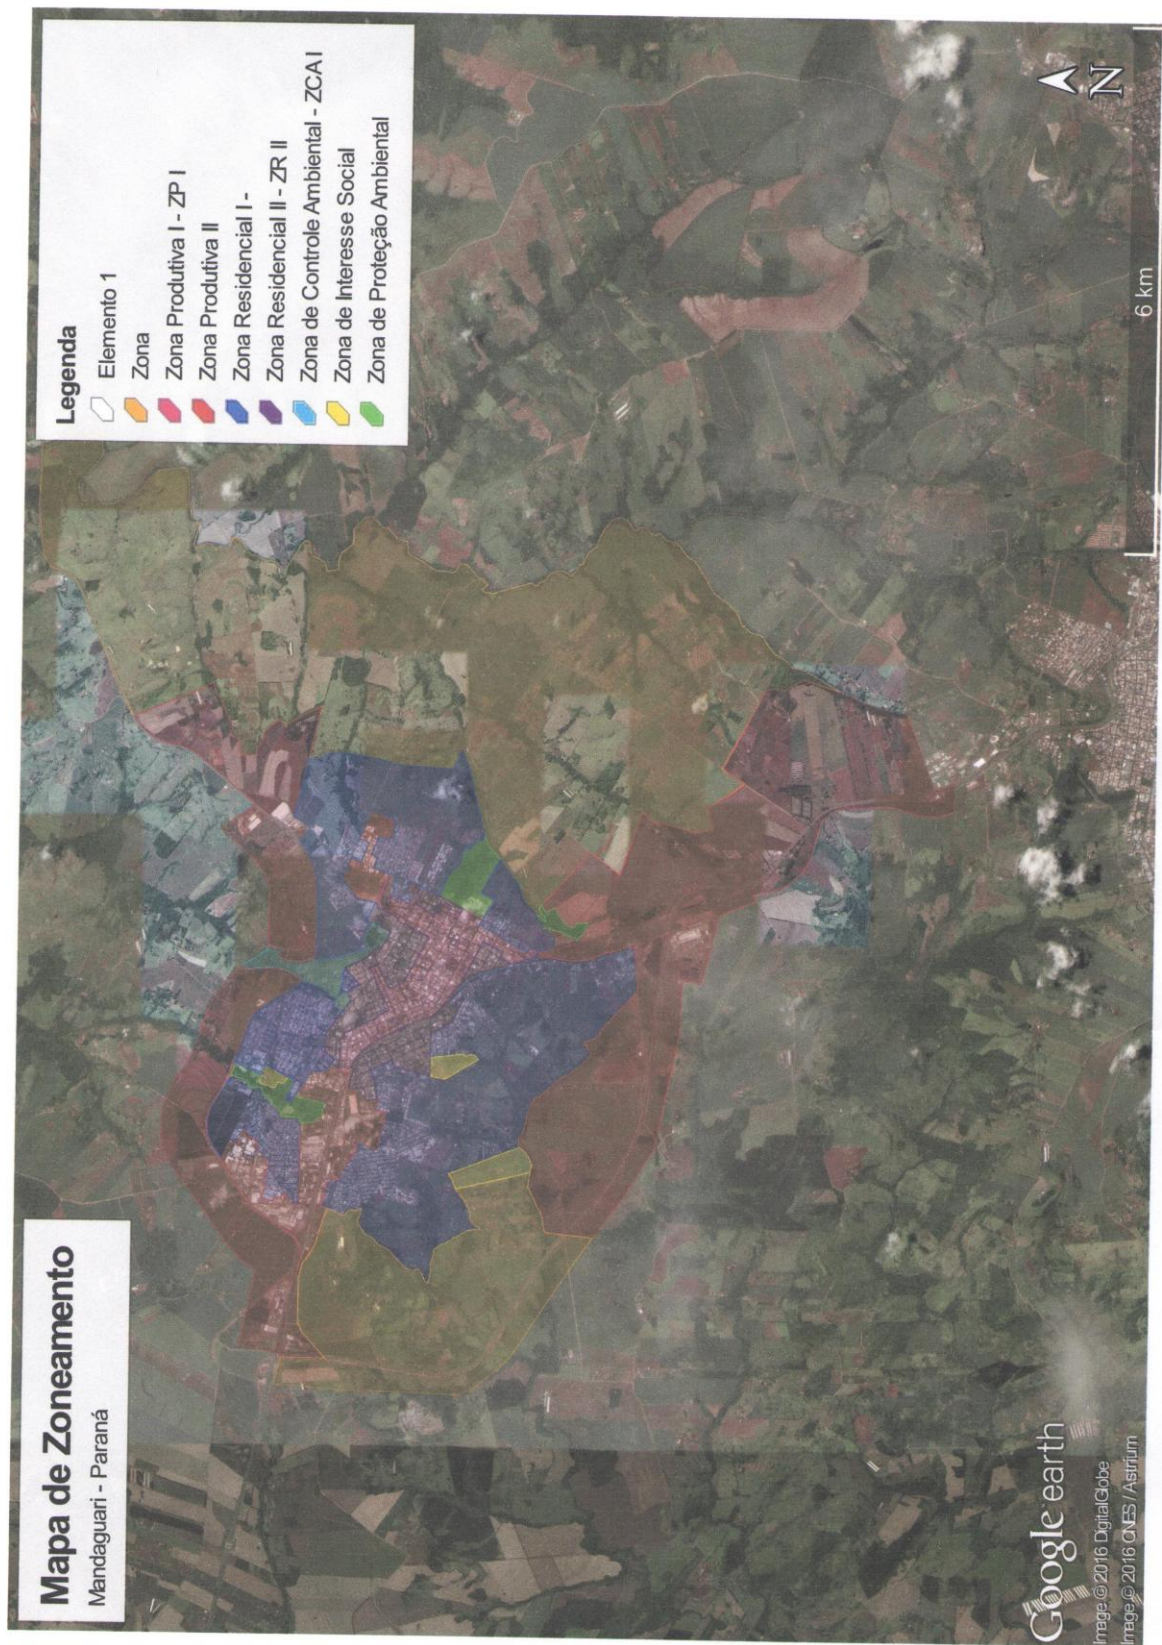 Mapa de Zoneamento
Mandaguari - Paraná
Legenda
Elemento 1
Zona
Zona Produtiva I - ZP I
Zona Produtiva II
Zona Residencial I -
Zona Residencial II - ZR II
Zona de Controle Ambiental - ZCA I
Zona de Interesse Social
Zona de Proteção Ambiental
N
6 km
Google earth
Image © 2016 DigitalGlobe
Image © 2016 CNES / Astrium